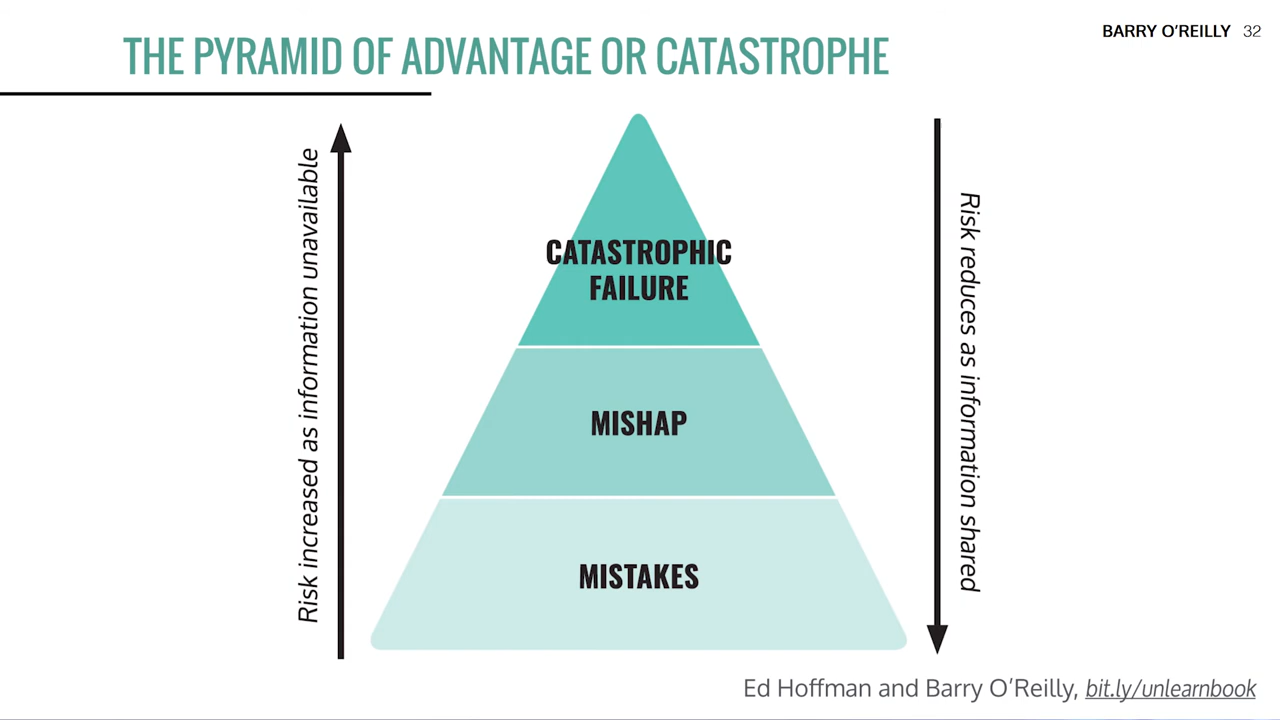 THE PYRAMID OF ADVANTAGE OR CATASTROPHE
BARRY O'REILLY 32
Risk increased as information unavailable
CATASTROPHIC
FAILURE
MISHAP
MISTAKES
Risk reduces as information shared
Ed Hoffman and Barry O’Reilly, bit.ly/unlearnbook